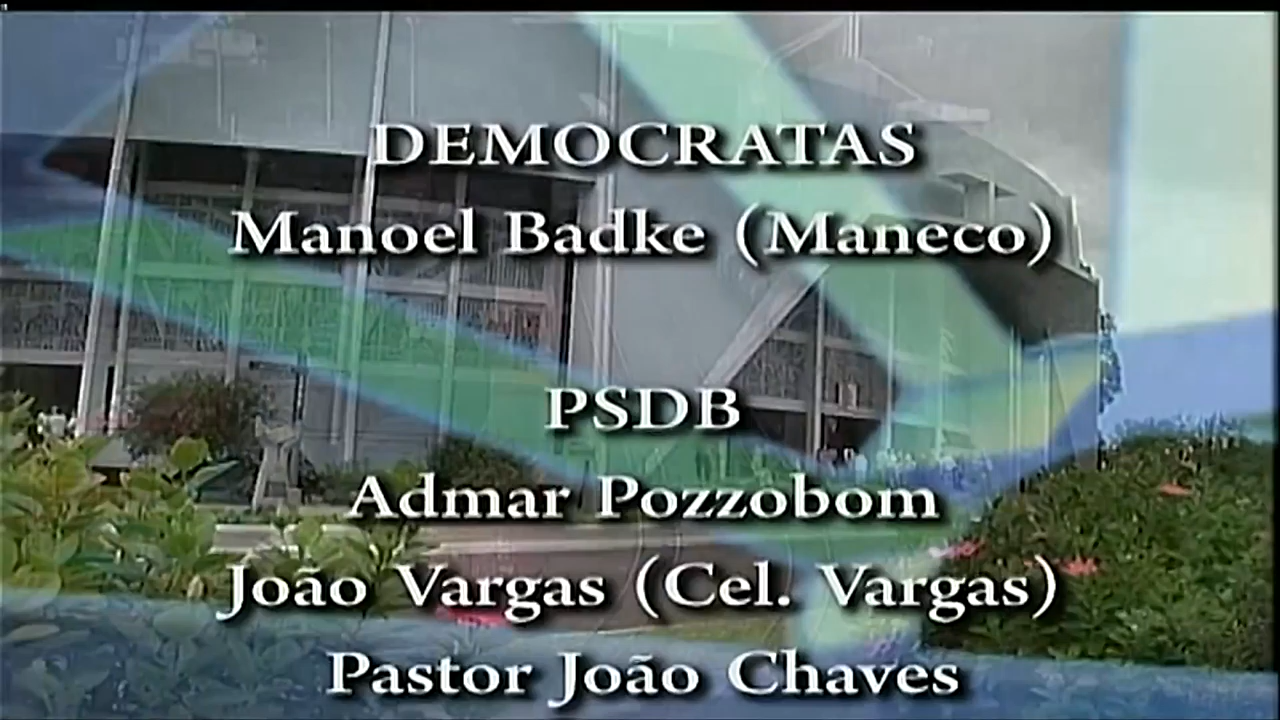 DEMOCRATAS
Manoel Badke (Maneco)
PSDB
Admar Pozzobom
João Vargas (Cel. Vargas)
Pastor João Chaves